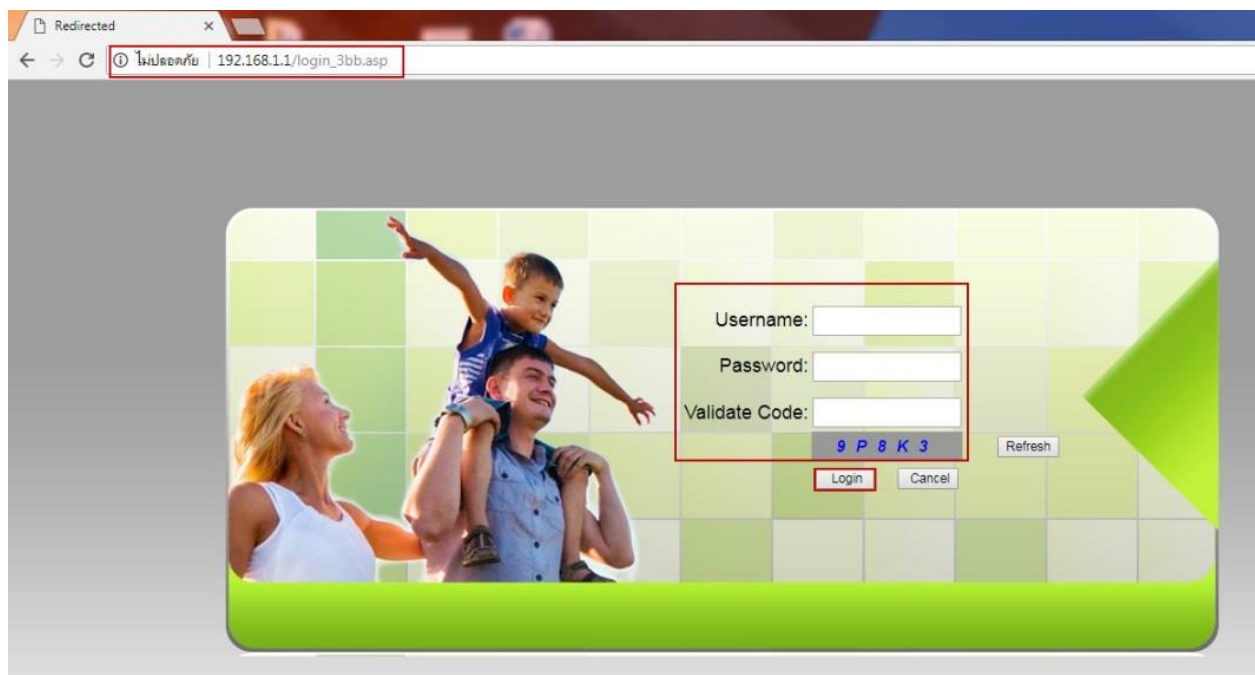 Redirected
ไม่ปลอดภัย | 192.168.1.1/login_3bb.asp
Username:
Password:
Validate Code:
9 P 8 K 3 Refresh
Login Cancel